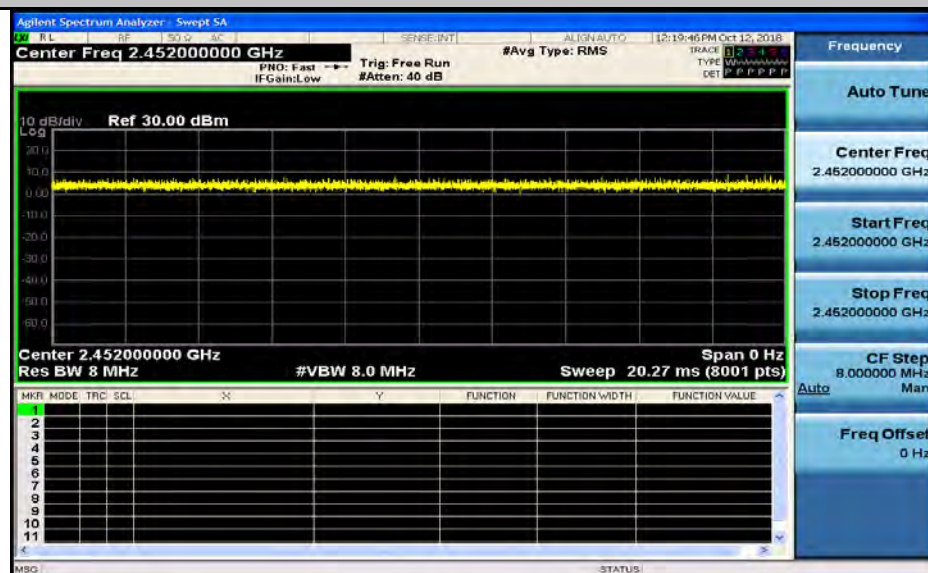 Agilent Spectrum Analyzer - Swept SA
RL RF 50 Ω AC SENSE:INT ALIGN AUTO 12:19:46 PM Oct 12, 2018
Center Freq 2.452000000 GHz
#Avg Type: RMS
TRACE 1 2 3 4 5 6
PNO: Fast Trig: Free Run
TYPE
IFGain:Low #Atten: 40 dB
DET P P P P P P
10 dB/div Ref 30.00 dBm
Log
20.0
10.0
0.00
-10.0
-20.0
-30.0
-40.0
-50.0
-60.0
Center 2.452000000 GHz Span 0 Hz
Res BW 8 MHz #VBW 8.0 MHz Sweep 20.27 ms (8001 pts)
MKR MODE TRC SCL X Y FUNCTION FUNCTION WIDTH FUNCTION VALUE
1
2
3
4
5
6
7
8
9
10
11
MSG STATUS
Frequency
Auto Tune
Center Freq
2.452000000 GHz
Start Freq
2.452000000 GHz
Stop Freq
2.452000000 GHz
CF Step
8.000000 MHz
Auto Man
Freq Offset
0 Hz